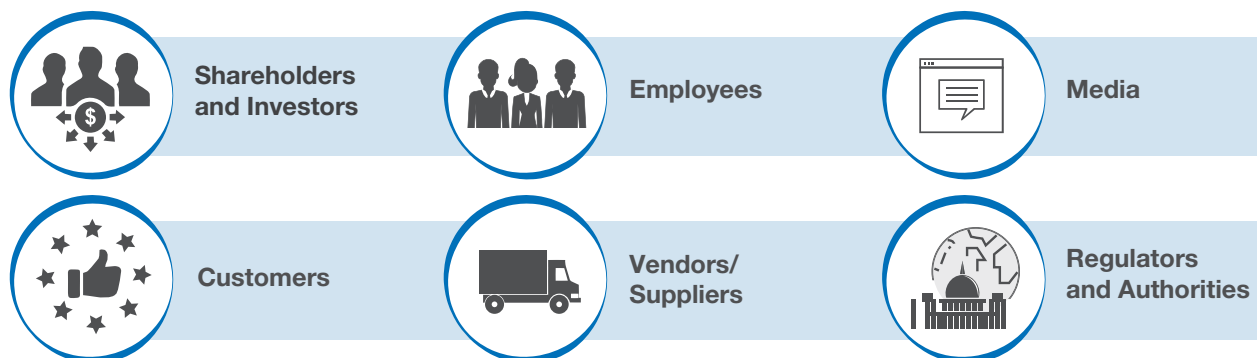 Shareholders
and Investors
Employees
Media
$
Customers
Vendors/
Suppliers
Regulators
and Authorities